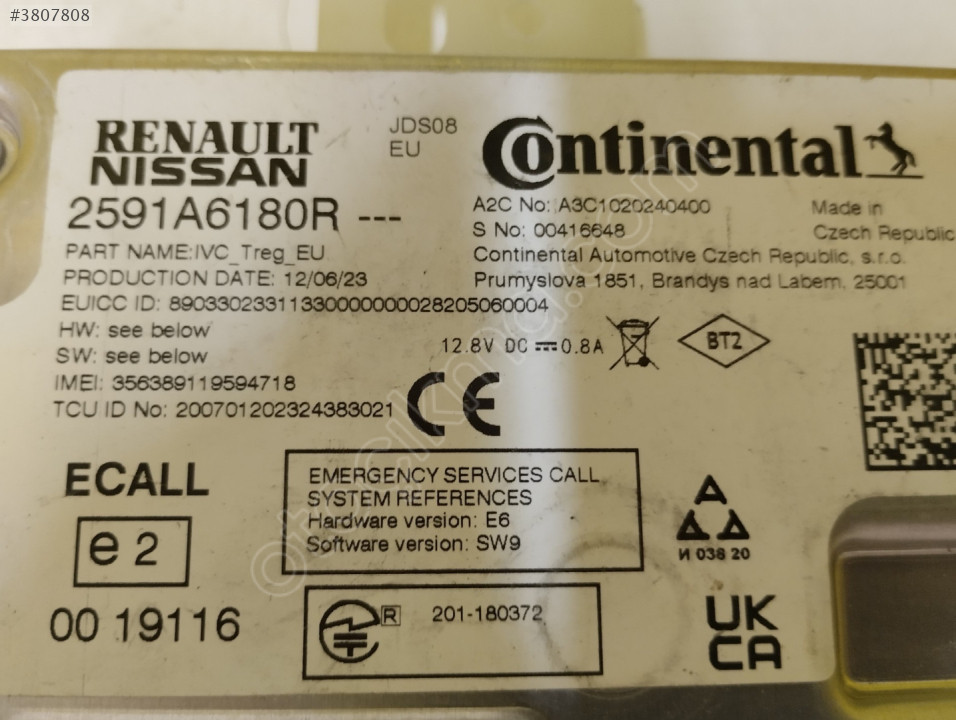 #3807808
RENAULT
NISSAN
JDS08
EU
Continental
2591A6180R ---
A2C No: A3C1020240400
Made in
S No: 00416648
Czech Republic
PART NAME:IVC_Treg_EU
Continental Automotive Czech Republic, s.r.o.
PRODUCTION DATE: 12/06/23
Prumyslova 1851, Brandys nad Labem, 25001
EUICC ID: 89033023311330000000028205060004
HW: see below
SW: see below
12.8V DC 0.8A
BT2
IMEI: 356389119594718
TCU ID No: 200701202324383021
CE
ECALL
EMERGENCY SERVICES CALL
SYSTEM REFERENCES
Hardware version: E6
Software version: SW9
e 2
И 038 20
00 19116
R
201-180372
UK
CA